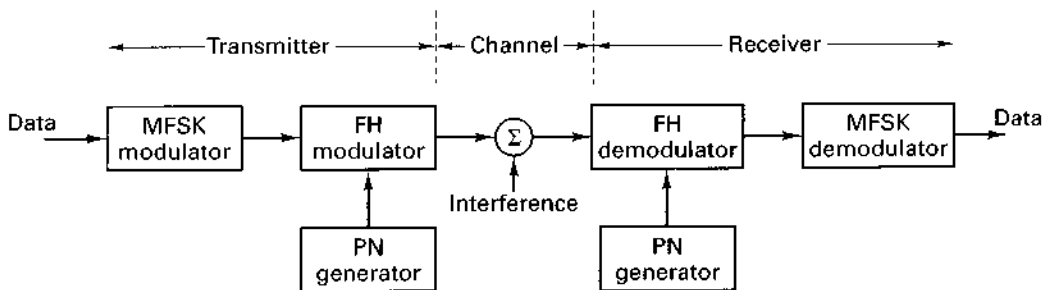 Transmitter Channel Receiver
Data MFSK modulator FH modulator Σ FH demodulator MFSK demodulator Data
Interference
PN generator PN generator